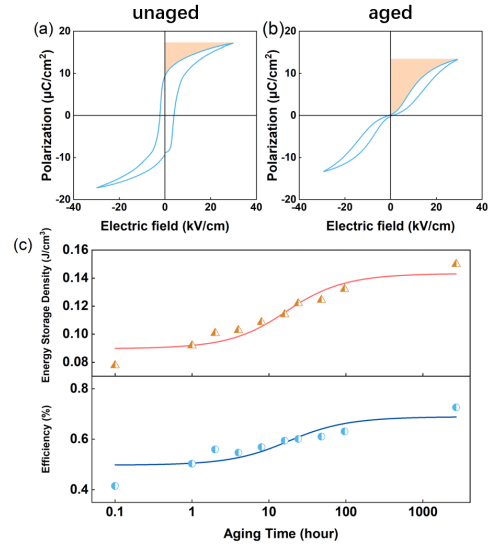 unaged
aged
(a)
(b)
Polarization (μC/cm²)
20
10
0
-10
-20
-40
-20
0
20
40
Electric field (kV/cm)
Polarization (μC/cm²)
20
10
0
-10
-20
-40
-20
0
20
40
Electric field (kV/cm)
(c)
Energy Storage Density (J/cm³)
0.16
0.14
0.12
0.10
0.08
Efficiency (%)
0.8
0.6
0.4
0.1
1
10
100
1000
Aging Time (hour)